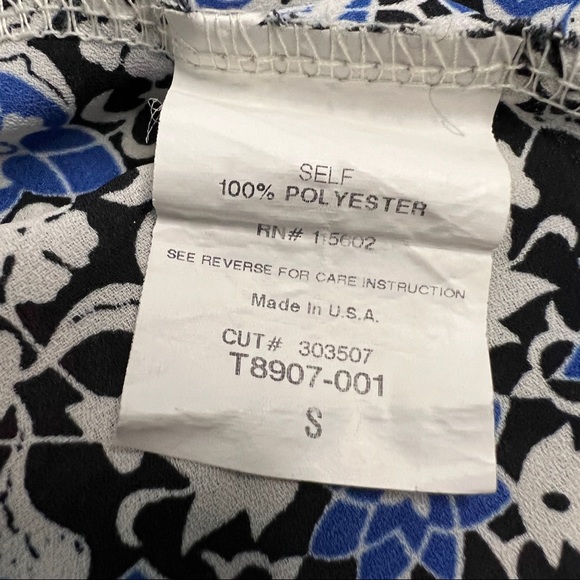 SELF
100% POLYESTER
RN# 115602
SEE REVERSE FOR CARE INSTRUCTION
Made In U.S.A.
CUT# 303507
T8907-001
S